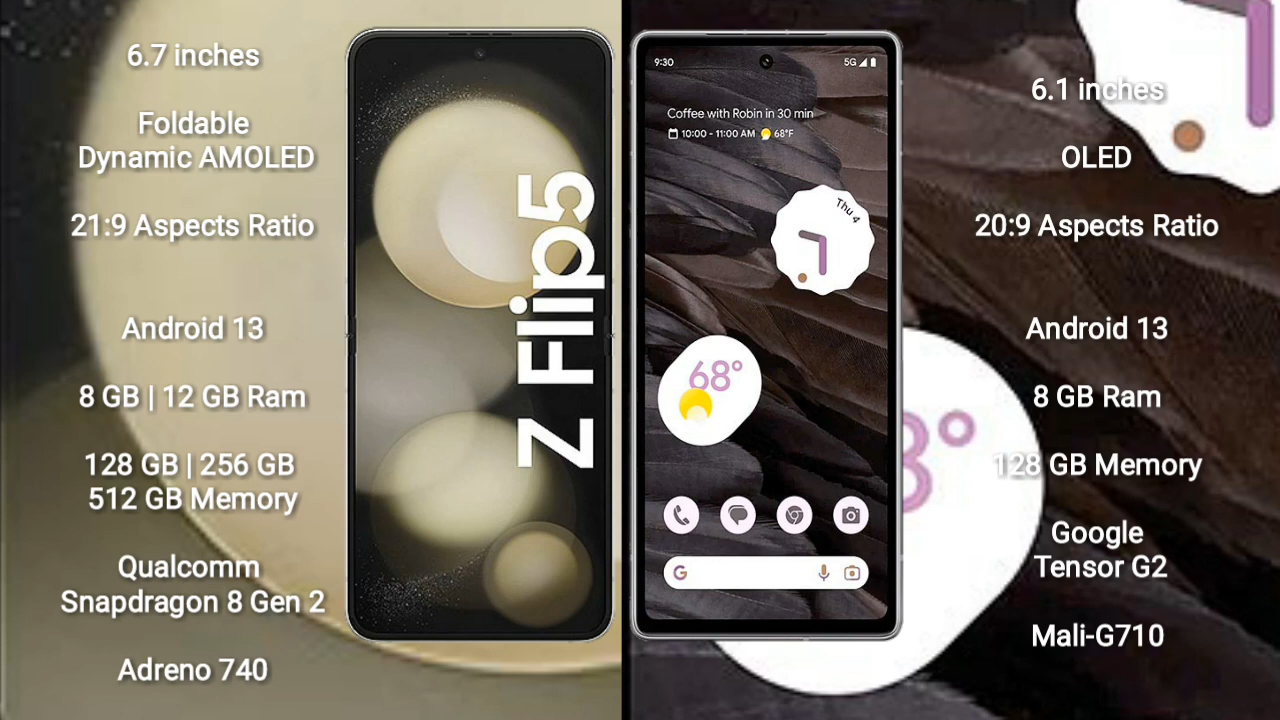 6.7 inches
Foldable
Dynamic AMOLED
21:9 Aspects Ratio
Android 13
8 GB | 12 GB Ram
128 GB | 256 GB
512 GB Memory
Qualcomm
Snapdragon 8 Gen 2
Adreno 740
Z Flip5
9:30
5G
Coffee with Robin in 30 min
10:00 - 11:00 AM 68°F
Thu 4
68°
G
6.1 inches
OLED
20:9 Aspects Ratio
Android 13
8 GB Ram
128 GB Memory
Google
Tensor G2
Mali-G710